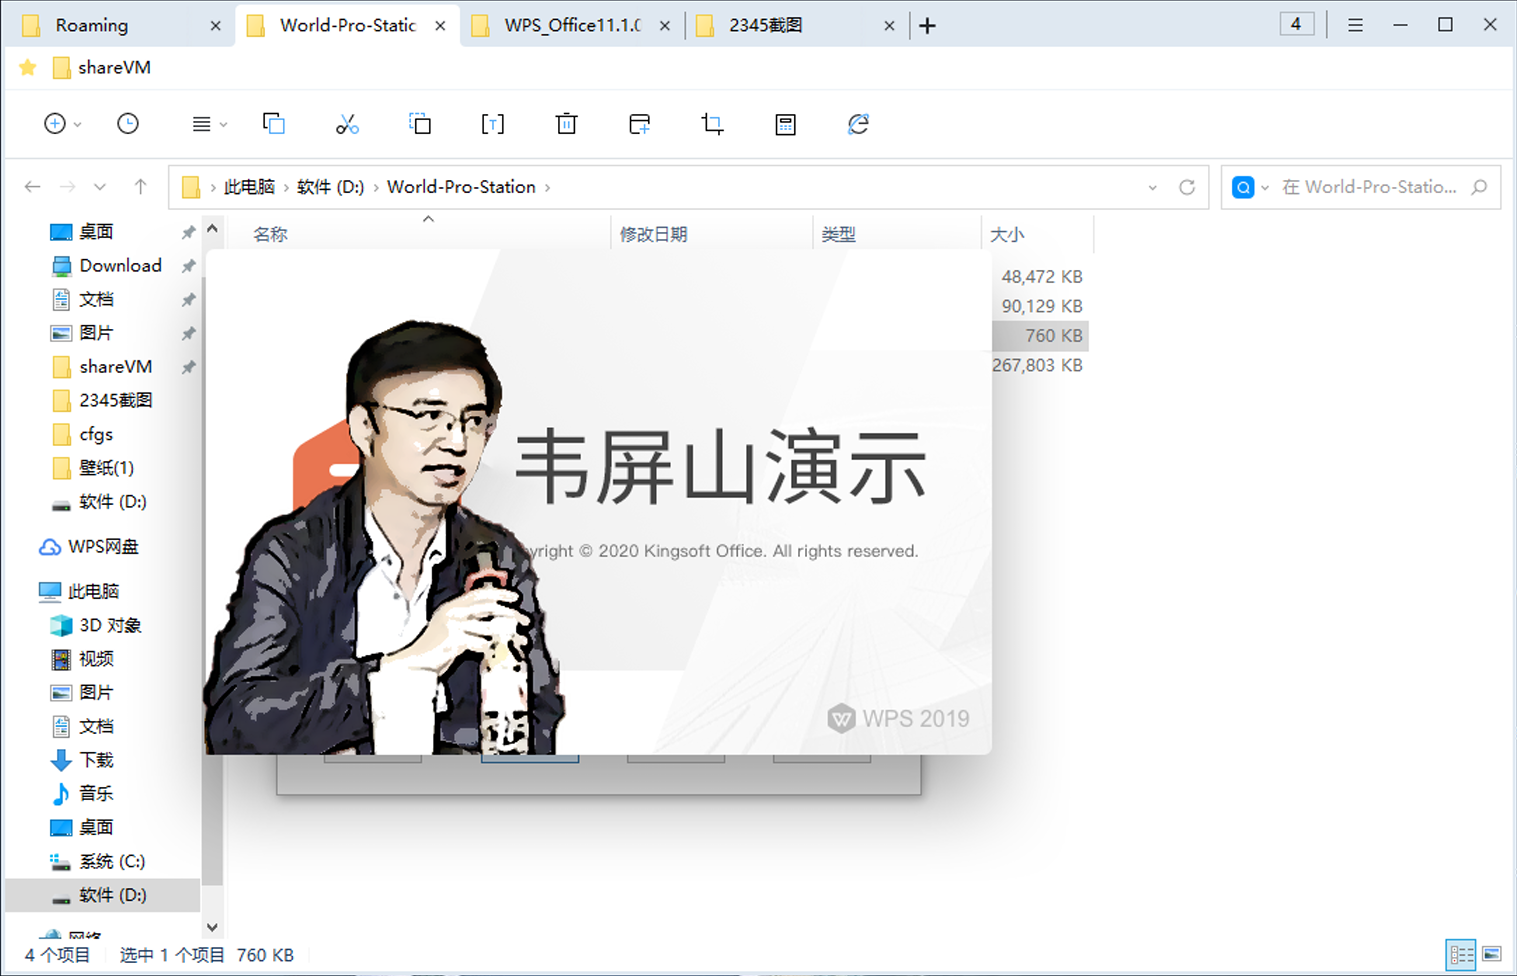 Roaming
World-Pro-Static
WPS_Office11.1.0
2345截图
4
shareVM
此电脑
软件 (D:)
World-Pro-Station
在 World-Pro-Statio...
名称
修改日期
类型
大小
桌面
Download
文档
图片
shareVM
2345截图
cfgs
壁纸(1)
软件 (D:)
WPS网盘
此电脑
3D 对象
视频
图片
文档
下载
音乐
桌面
系统 (C:)
软件 (D:)
网络
48,472 KB
90,129 KB
760 KB
267,803 KB
韦屏山演示
yright © 2020 Kingsoft Office. All rights reserved.
WPS 2019
4 个项目
选中 1 个项目
760 KB